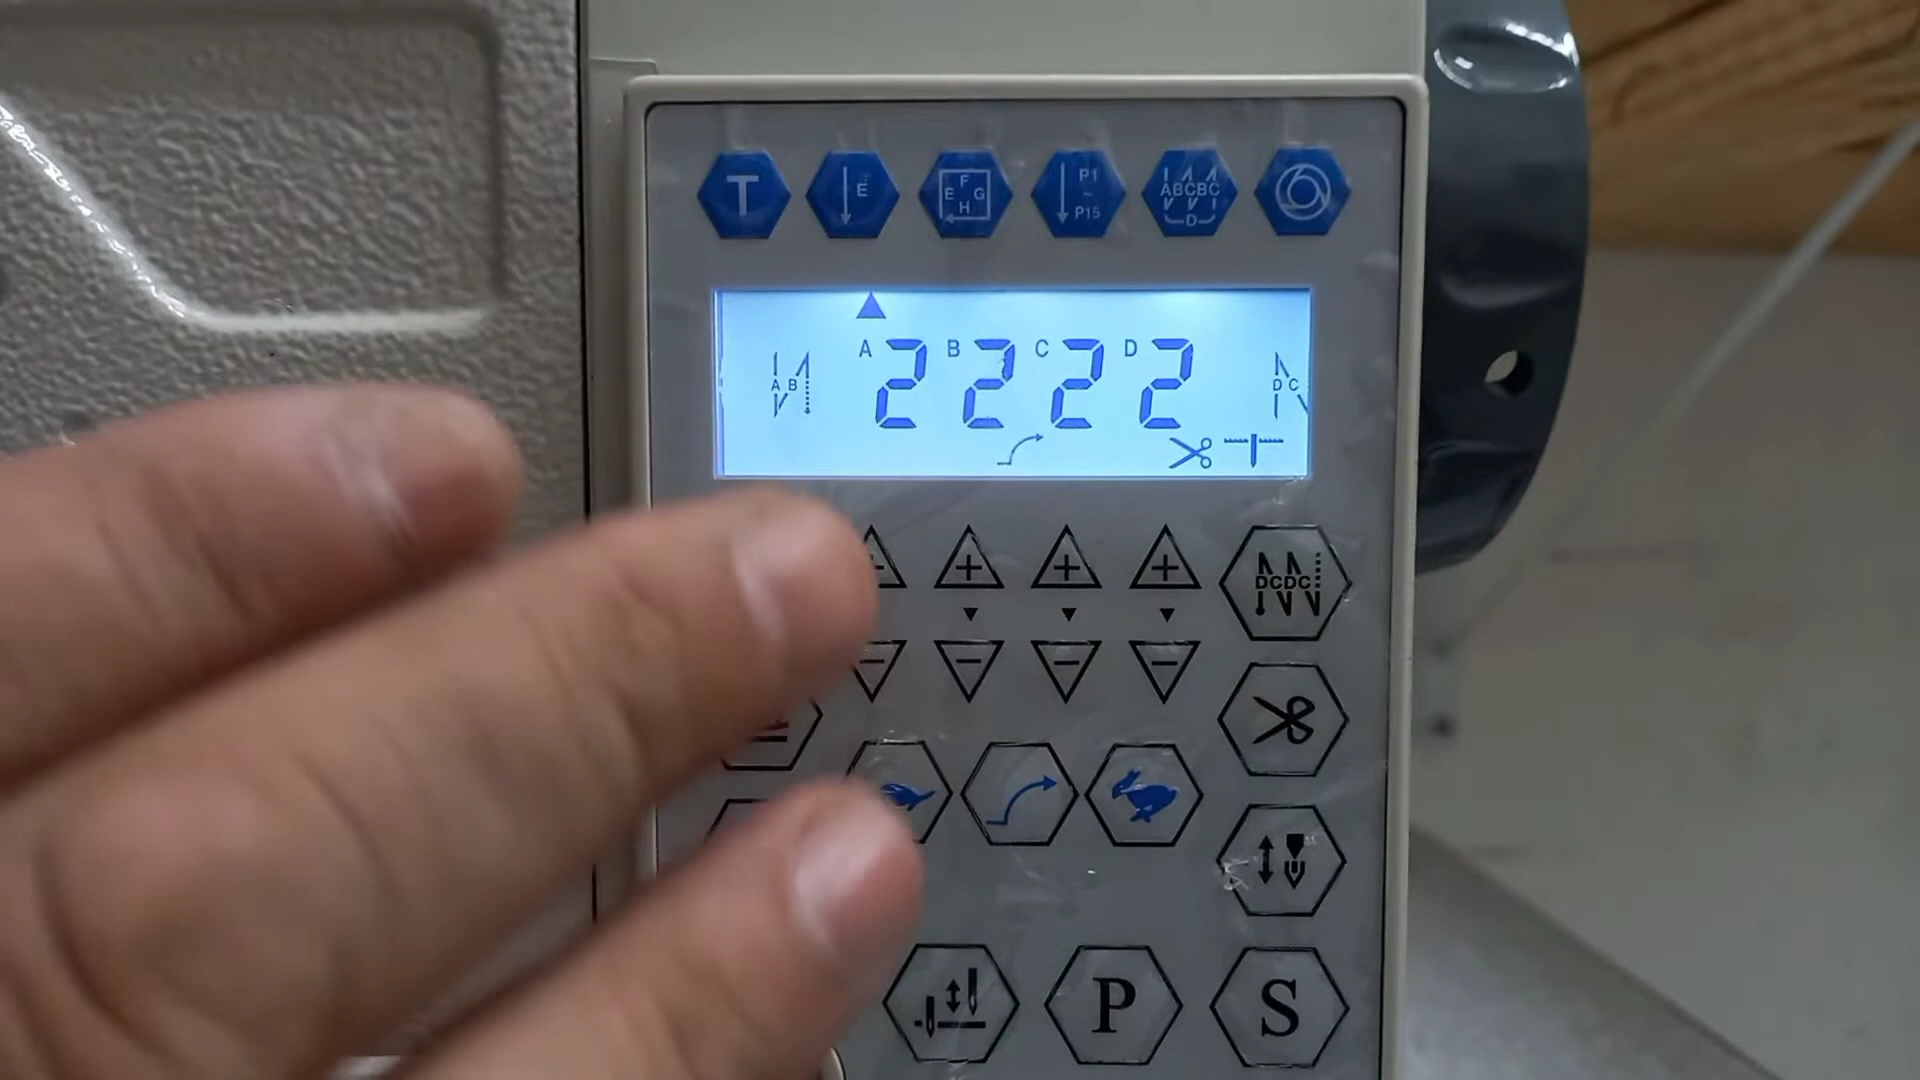 T E F E G H P1 ~ P15 ABCBC D
A B A 2 B 2 C 2 D 2 D C
+ + + +
DCDC
- - - -
P S